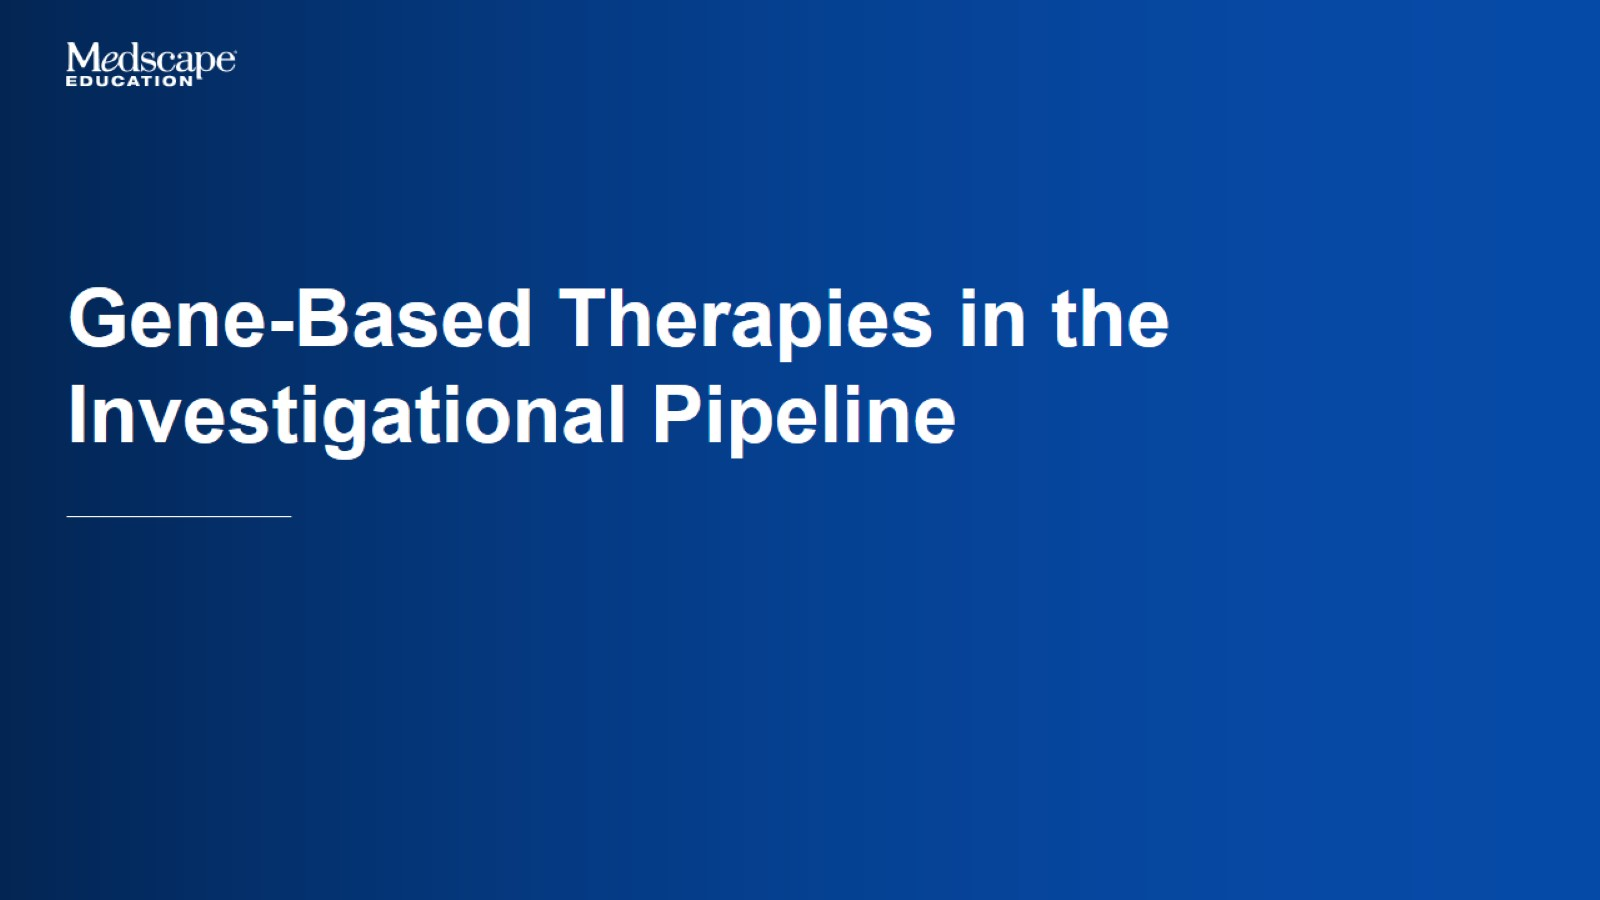 Medscape
EDUCATION
Gene-Based Therapies in the
Investigational Pipeline